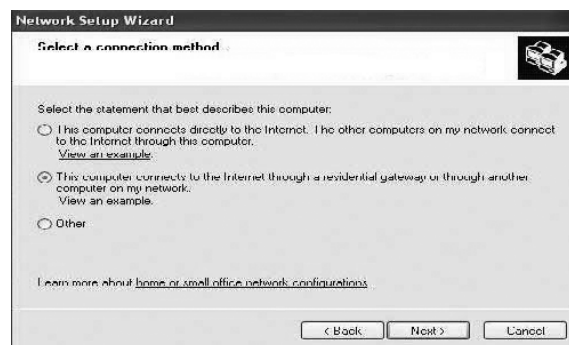 Network Setup Wizard
Select a connection method
Select the statement that best describes this computer:
This computer connects directly to the Internet. The other computers on my network connect
to the Internet through this computer.
View an example.
This computer connects to the Internet through a residential gateway or through another
computer on my network.
View an example.
Other
Learn more about home or small office network configurations
< Back
Next >
Cancel